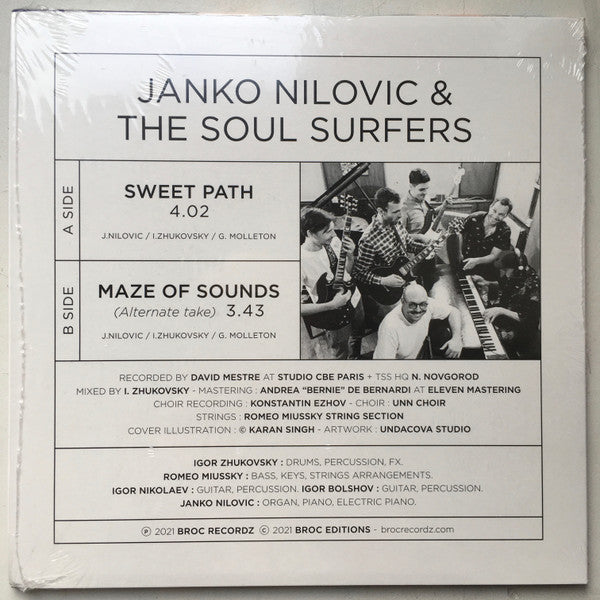 JANKO NILOVIC &
THE SOUL SURFERS
A SIDE
SWEET PATH
4.02
J.NILOVIC / I.ZHUKOVSKY / G. MOLLETON
B SIDE
MAZE OF SOUNDS
(Alternate take) 3.43
J.NILOVIC / I.ZHUKOVSKY / G. MOLLETON
RECORDED BY DAVID MESTRE AT STUDIO CBE PARIS + TSS HQ N. NOVGOROD
MIXED BY I. ZHUKOVSKY - MASTERING : ANDREA “BERNIE” DE BERNARDI AT ELEVEN MASTERING
CHOIR RECORDING : KONSTANTIN EZHOV - CHOIR : UNN CHOIR
STRINGS : ROMEO MIUSSKY STRING SECTION
COVER ILLUSTRATION : © KARAN SINGH - ARTWORK : UNDACOVA STUDIO
IGOR ZHUKOVSKY : DRUMS, PERCUSSION, FX.
ROMEO MIUSSKY : BASS, KEYS, STRINGS ARRANGEMENTS.
IGOR NIKOLAEV : GUITAR, PERCUSSION. IGOR BOLSHOV : GUITAR, PERCUSSION.
JANKO NILOVIC : ORGAN, PIANO, ELECTRIC PIANO.
℗ 2021 BROC RECORDZ © 2021 BROC EDITIONS - brocrecordz.com